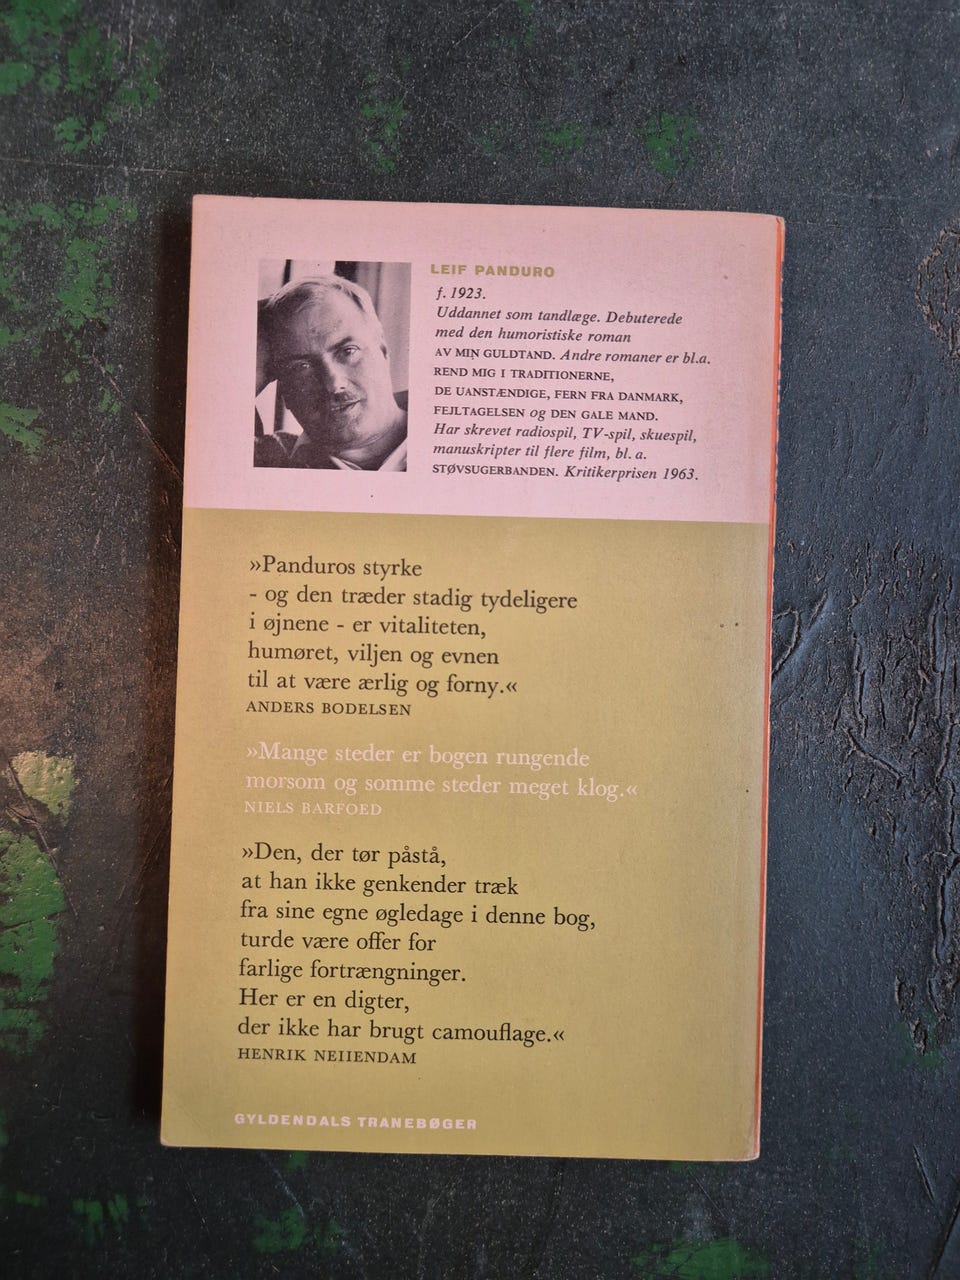 LEIF PANDURO
f. 1923.
Uddannet som tandlæge. Debuterede
med den humoristiske roman
AV MIN GULDTAND. Andre romaner er bl.a.
REND MIG I TRADITIONERNE,
DE UANSTÆNDIGE, FERN FRA DANMARK,
FEJLTAGELSEN og DEN GALE MAND.
Har skrevet radiospil, TV-spil, skuespil,
manuskripter til flere film, bl. a.
STØVSUGERBANDEN. Kritikerprisen 1963.
»Panduros styrke
- og den træder stadig tydeligere
i øjnene - er vitaliteten,
humøret, viljen og evnen
til at være ærlig og forny.«
ANDERS BODELSEN
»Mange steder er bogen rungende
morsom og somme steder meget klog.«
NIELS BARFOED
»Den, der tør påstå,
at han ikke genkender træk
fra sine egne øgledage i denne bog,
turde være offer for
farlige fortrængninger.
Her er en digter,
der ikke har brugt camouflage.«
HENRIK NEIIENDAM
GYLDENDALS TRANEBØGER